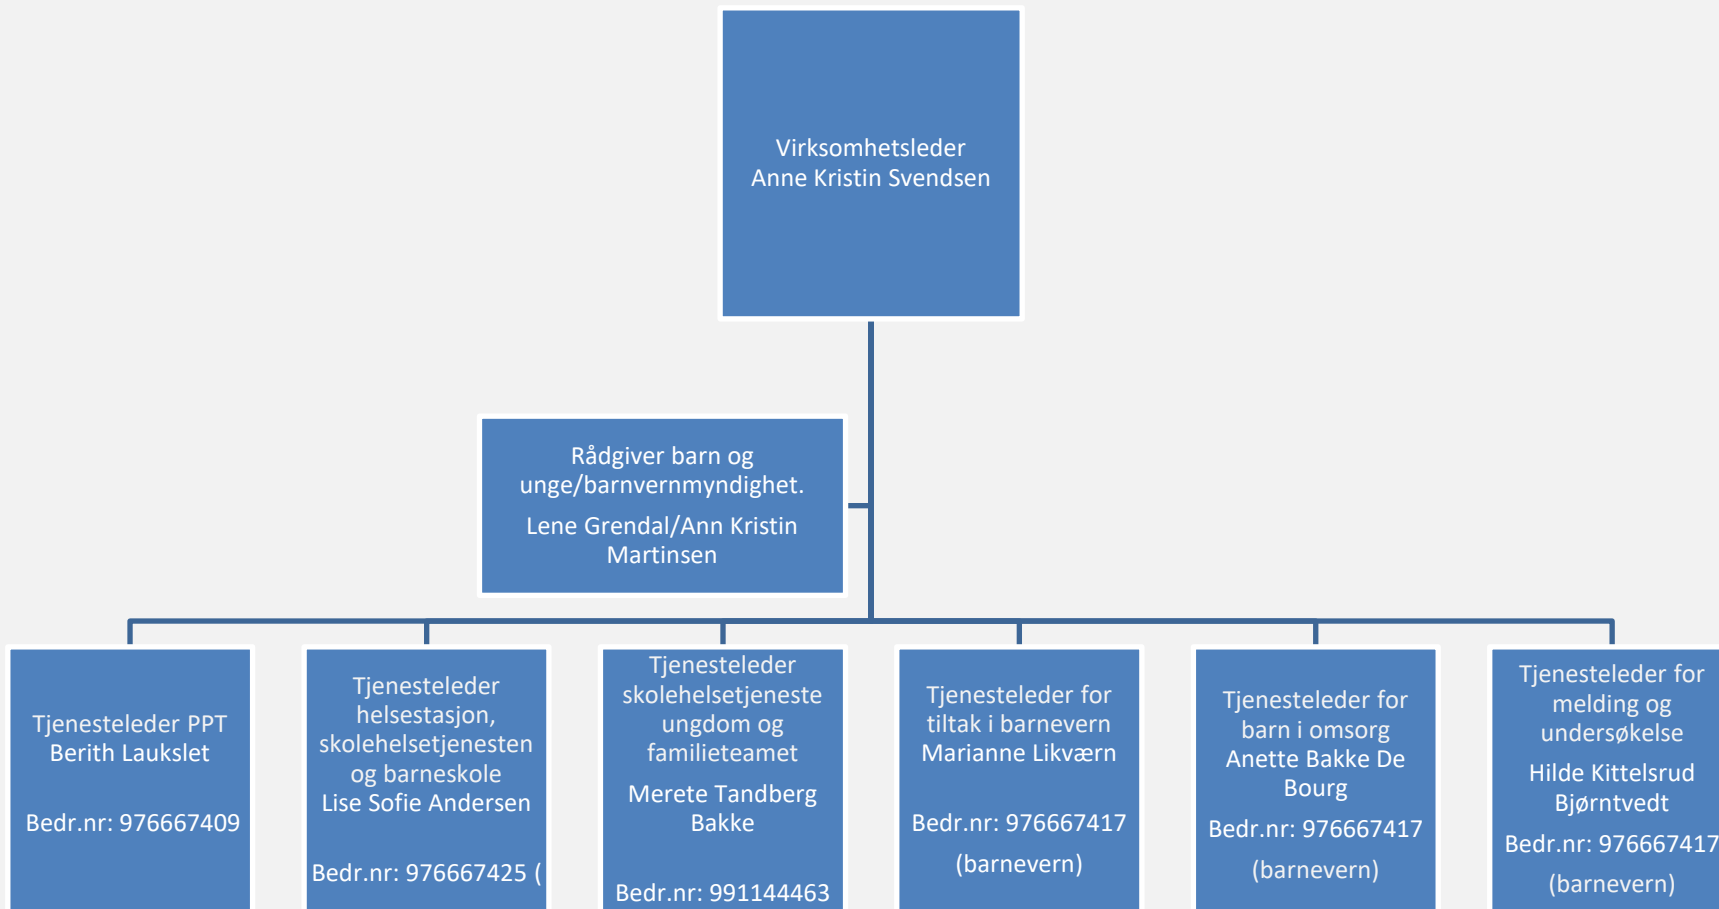 Virksomhetsleder
Anne Kristin Svendsen
Rådgiver barn og
unge/barnvernmyndighet.
Lene Grendal/Ann Kristin
Martinsen
Tjenesteleder PPT
Berith Laukslet
Bedr.nr: 976667409
Tjenesteleder
helsestasjon,
skolehelsetjenesten
og barneskole
Lise Sofie Andersen
Bedr.nr: 976667425 (
Tjenesteleder
skolehelsetjeneste
ungdom og
familieteamet
Merete Tandberg
Bakke
Bedr.nr: 991144463
Tjenesteleder for
tiltak i barnevern
Marianne Likværn
Bedr.nr: 976667417
(barnevern)
Tjenesteleder for
barn i omsorg
Anette Bakke De
Bourg
Bedr.nr: 976667417
(barnevern)
Tjenesteleder for
melding og
undersøkelse
Hilde Kittelsrud
Bjørntvedt
Bedr.nr: 976667417
(barnevern)